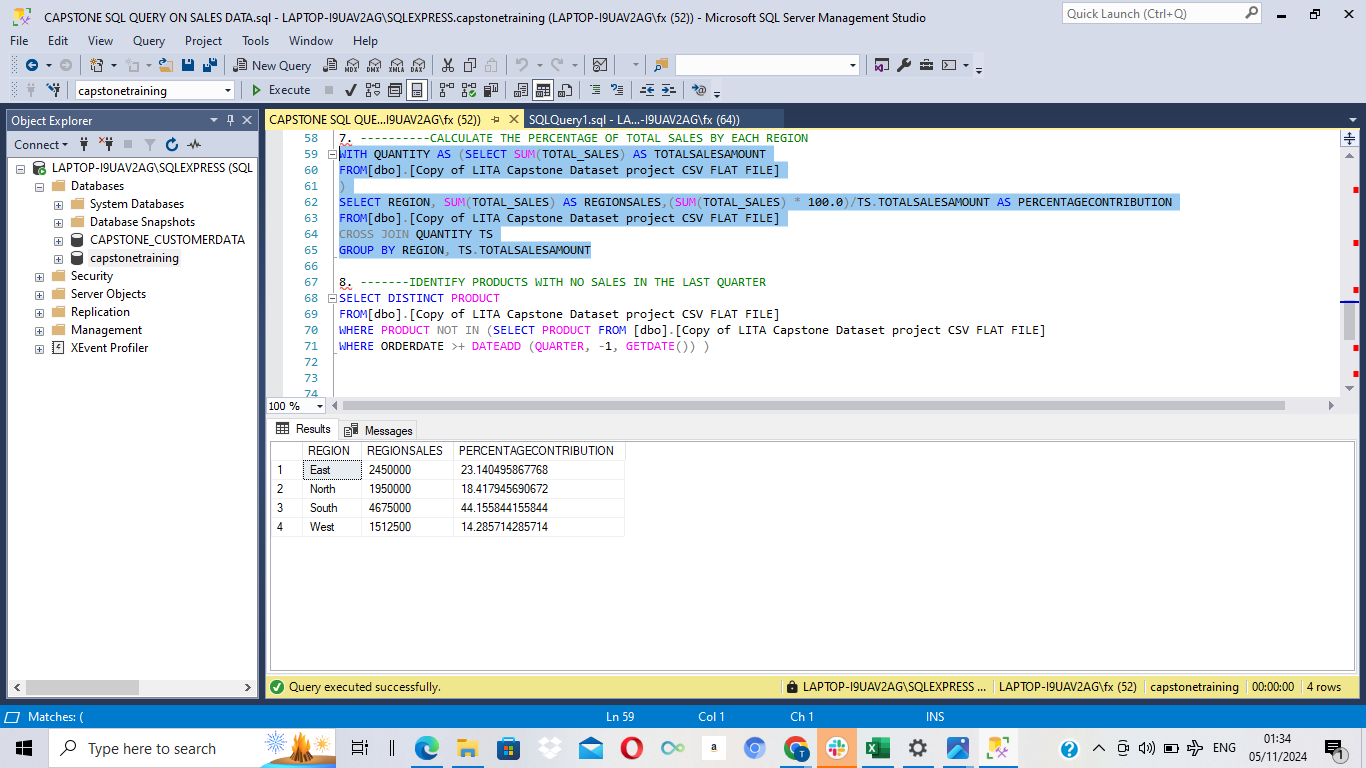 CAPSTONE SQL QUERY ON SALES DATA.sql - LAPTOP-I9UAV2AG\SQLEXPRESS.capstonetraining (LAPTOP-I9UAV2AG\fx (52)) - Microsoft SQL Server Management Studio
Quick Launch (Ctrl+Q)
File Edit View Query Project Tools Window Help
New Query
MDX DMX XMLA DAX
capstonetraining Execute
Object Explorer
CAPSTONE SQL QUE...I9UAV2AG\fx (52))
SQLQuery1.sql - LA...-I9UAV2AG\fx (64))
Connect
LAPTOP-I9UAV2AG\SQLEXPRESS (SQL
Databases
System Databases
Database Snapshots
CAPSTONE_CUSTOMERDATA
capstonetraining
Security
Server Objects
Replication
Management
XEvent Profiler
58 7. ----------CALCULATE THE PERCENTAGE OF TOTAL SALES BY EACH REGION
59 WITH QUANTITY AS (SELECT SUM(TOTAL_SALES) AS TOTALSALESAMOUNT
60 FROM[dbo].[Copy of LITA Capstone Dataset project CSV FLAT FILE]
61 )
62 SELECT REGION, SUM(TOTAL_SALES) AS REGIONSALES,(SUM(TOTAL_SALES) * 100.0)/TS.TOTALSALESAMOUNT AS PERCENTAGECONTRIBUTION
63 FROM[dbo].[Copy of LITA Capstone Dataset project CSV FLAT FILE]
64 CROSS JOIN QUANTITY TS
65 GROUP BY REGION, TS.TOTALSALESAMOUNT
66
67 8. -------IDENTIFY PRODUCTS WITH NO SALES IN THE LAST QUARTER
68 SELECT DISTINCT PRODUCT
69 FROM[dbo].[Copy of LITA Capstone Dataset project CSV FLAT FILE]
70 WHERE PRODUCT NOT IN (SELECT PRODUCT FROM [dbo].[Copy of LITA Capstone Dataset project CSV FLAT FILE]
71 WHERE ORDERDATE >+ DATEADD (QUARTER, -1, GETDATE()) )
72
73
74
100 %
Results Messages
REGION REGIONSALES PERCENTAGECONTRIBUTION
1 East 2450000 23.140495867768
2 North 1950000 18.417945690672
3 South 4675000 44.155844155844
4 West 1512500 14.285714285714
Query executed successfully.
LAPTOP-I9UAV2AG\SQLEXPRESS ... LAPTOP-I9UAV2AG\fx (52) capstonetraining 00:00:00 4 rows
Matches: ( Ln 59 Col 1 Ch 1 INS
Type here to search
a
T
ENG
01:34
05/11/2024
1